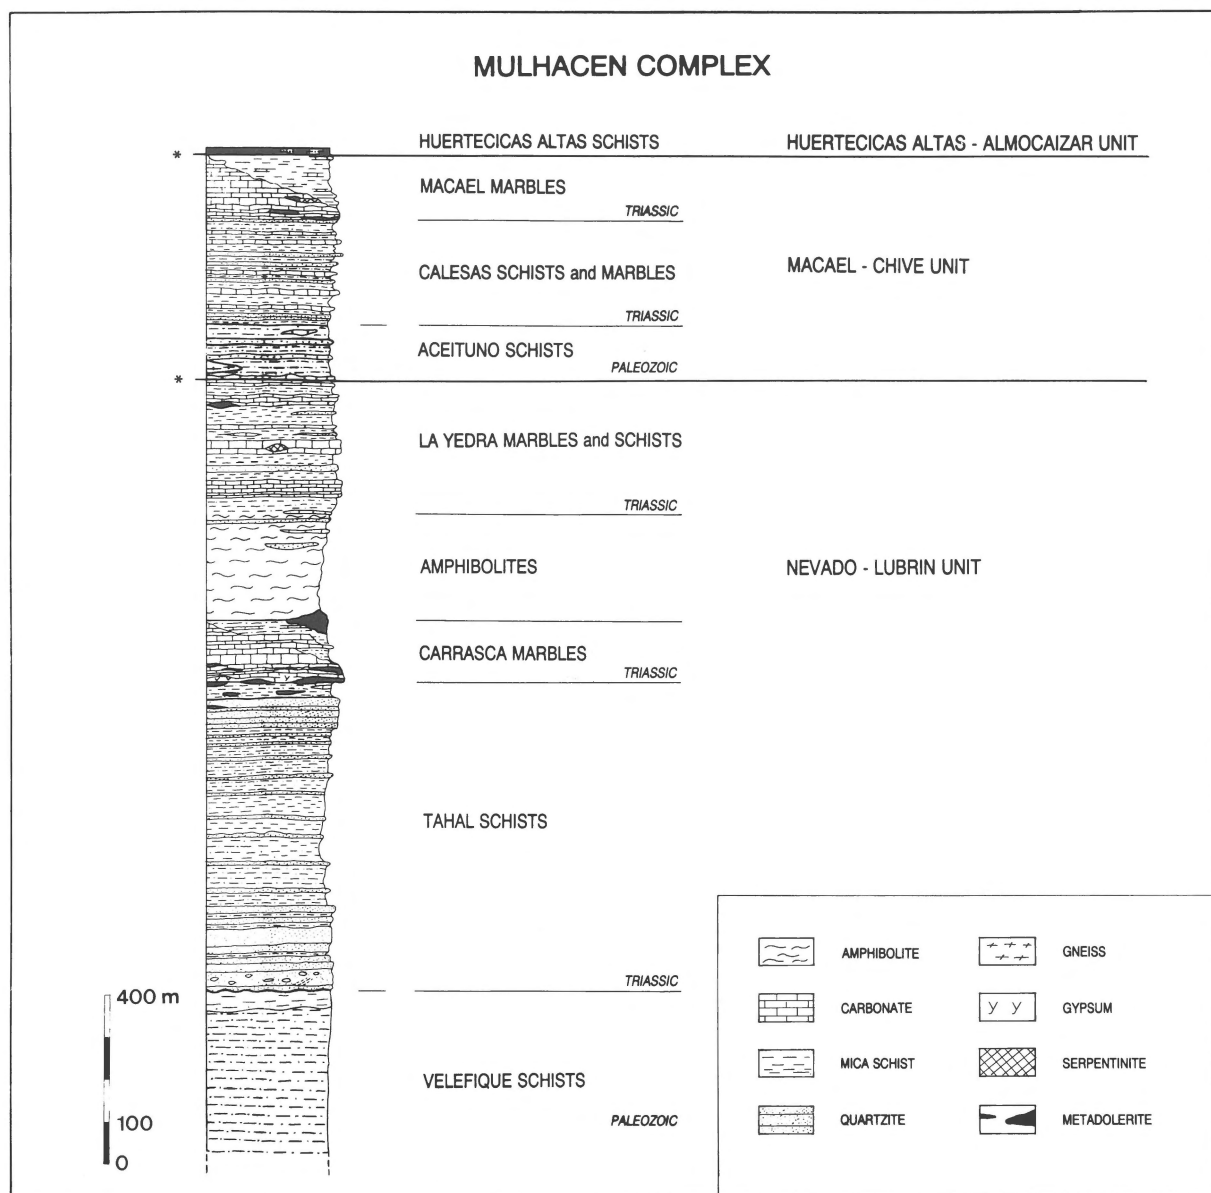 MULHACEN COMPLEX
HUERTECICAS ALTAS SCHISTS
HUERTECICAS ALTAS - ALMOCAIZAR UNIT
*
MACAEL MARBLES
TRIASSIC
CALESAS SCHISTS and MARBLES
MACAEL - CHIVE UNIT
TRIASSIC
ACEITUNO SCHISTS
PALEOZOIC
*
LA YEDRA MARBLES and SCHISTS
TRIASSIC
AMPHIBOLITES
NEVADO - LUBRIN UNIT
CARRASCA MARBLES
TRIASSIC
TAHAL SCHISTS
TRIASSIC
VELEFIQUE SCHISTS
PALEOZOIC
400 m
100
0
AMPHIBOLITE
GNEISS
CARBONATE
Y Y
GYPSUM
MICA SCHIST
SERPENTINITE
QUARTZITE
METADOLERITE